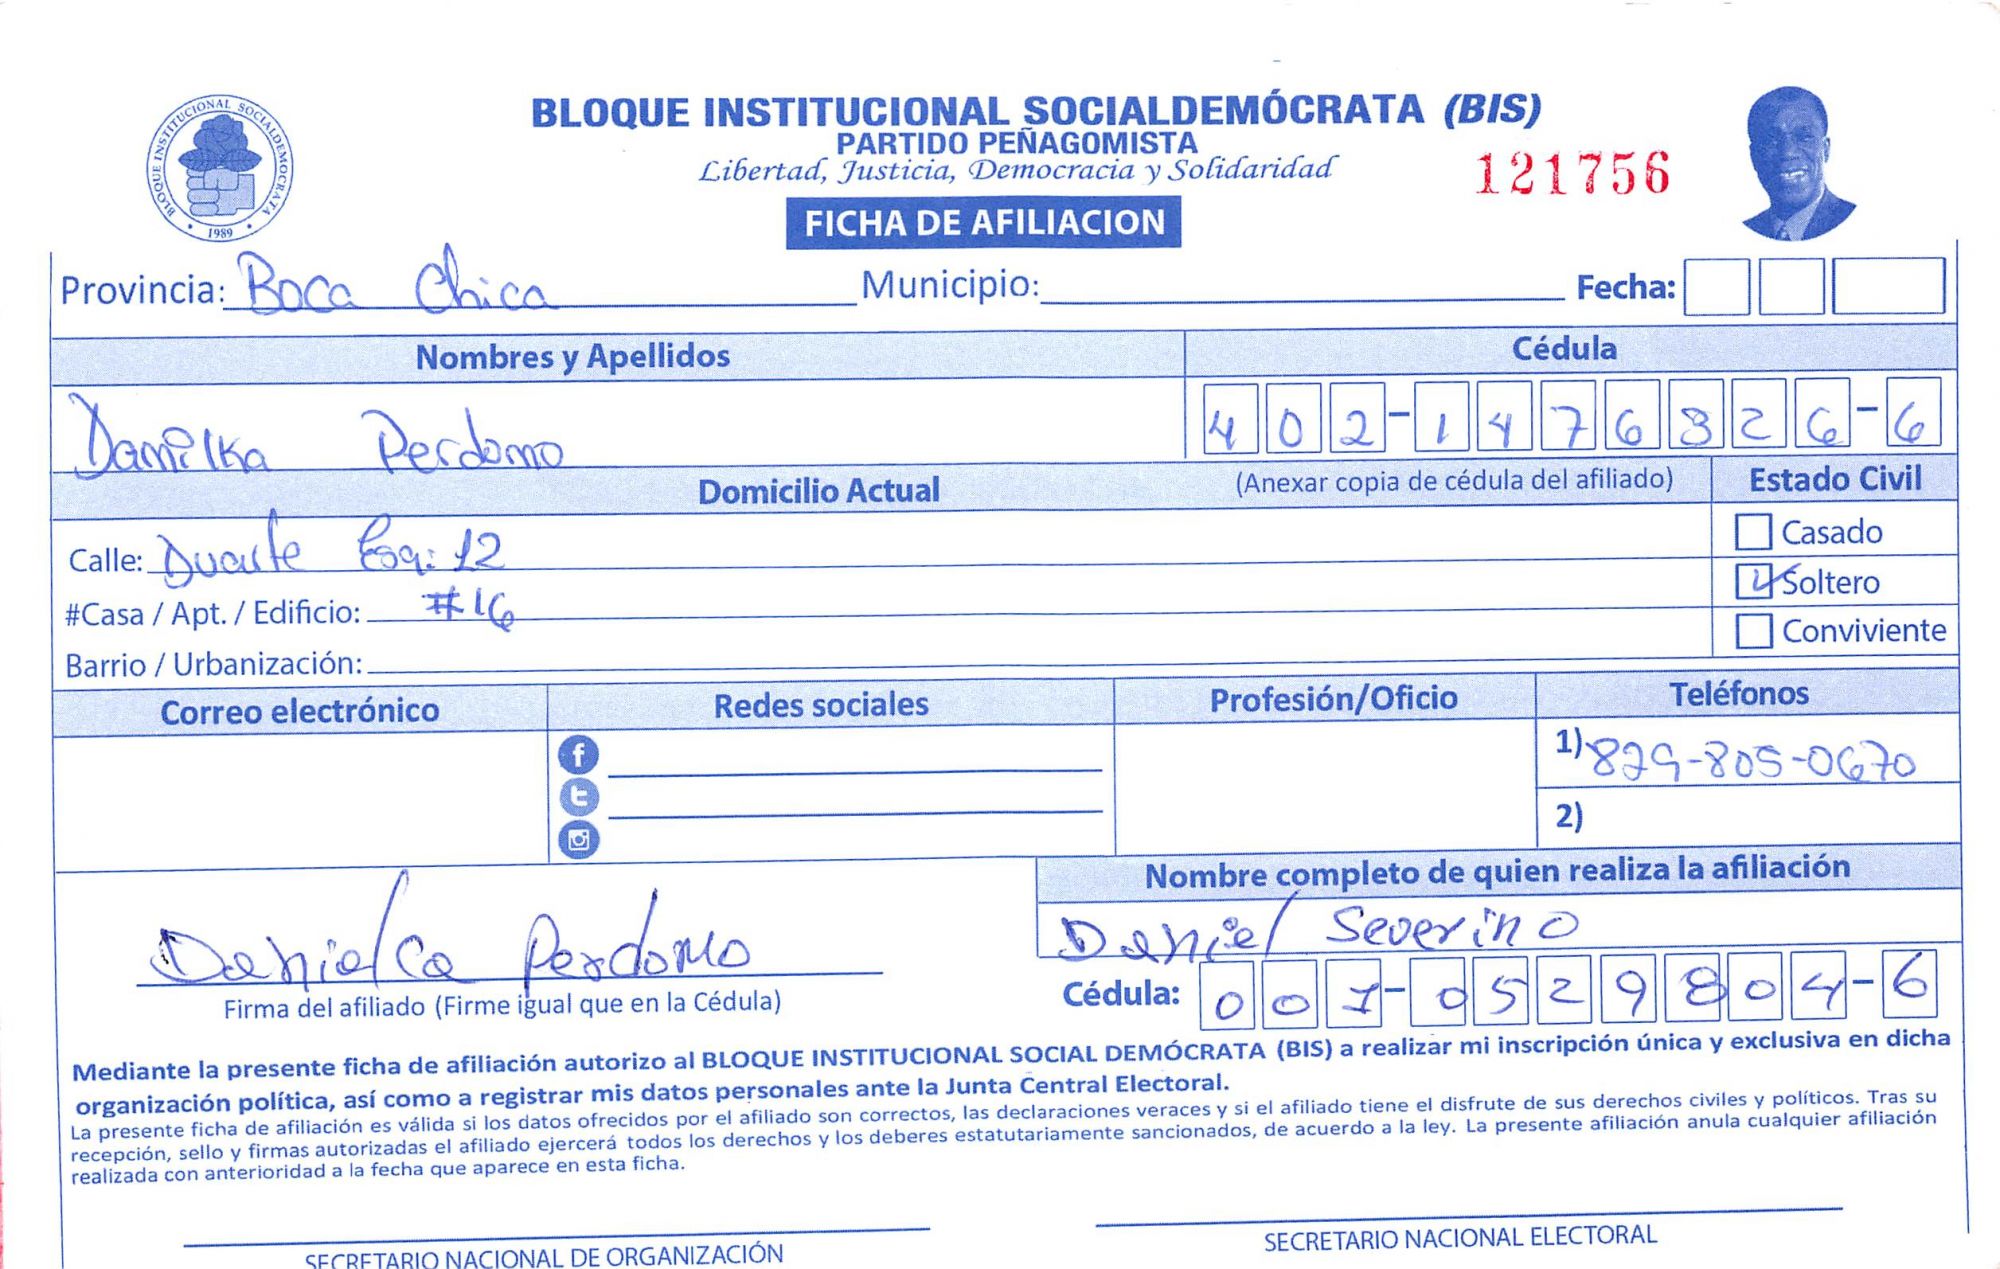 BLOQUE INSTITUCIONAL SOCIALDEMÓCRATA (BIS)
PARTIDO PEÑAGOMISTA
Libertad, Justicia, Democracia y Solidaridad
121756
BLOQUE INSTITUCIONAL SOCIALDEMOCRATA
1989
FICHA DE AFILIACION
Provincia: Boca Chica Municipio: Fecha:
Nombres y Apellidos Cédula
Damilka Perdomo 402-1476326-6
Domicilio Actual (Anexar copia de cédula del afiliado) Estado Civil
Calle: Duarte Esq: 12 Casado
#Casa / Apt. / Edificio: #16 Soltero
Barrio / Urbanización: Conviviente
Correo electrónico Redes sociales Profesión/Oficio Teléfonos
1) 829-805-0670
2)
Nombre completo de quien realiza la afiliación
Daniel Severino
Danielca Perdomo
Firma del afiliado (Firme igual que en la Cédula) Cédula: 001-0529804-6
Mediante la presente ficha de afiliación autorizo al BLOQUE INSTITUCIONAL SOCIAL DEMÓCRATA (BIS) a realizar mi inscripción única y exclusiva en dicha
organización política, así como a registrar mis datos personales ante la Junta Central Electoral.
La presente ficha de afiliación es válida si los datos ofrecidos por el afiliado son correctos, las declaraciones veraces y si el afiliado tiene el disfrute de sus derechos civiles y políticos. Tras su
recepción, sello y firmas autorizadas el afiliado ejercerá todos los derechos y los deberes estatutariamente sancionados, de acuerdo a la ley. La presente afiliación anula cualquier afiliación
realizada con anterioridad a la fecha que aparece en esta ficha.
SECRETARIO NACIONAL DE ORGANIZACIÓN SECRETARIO NACIONAL ELECTORAL